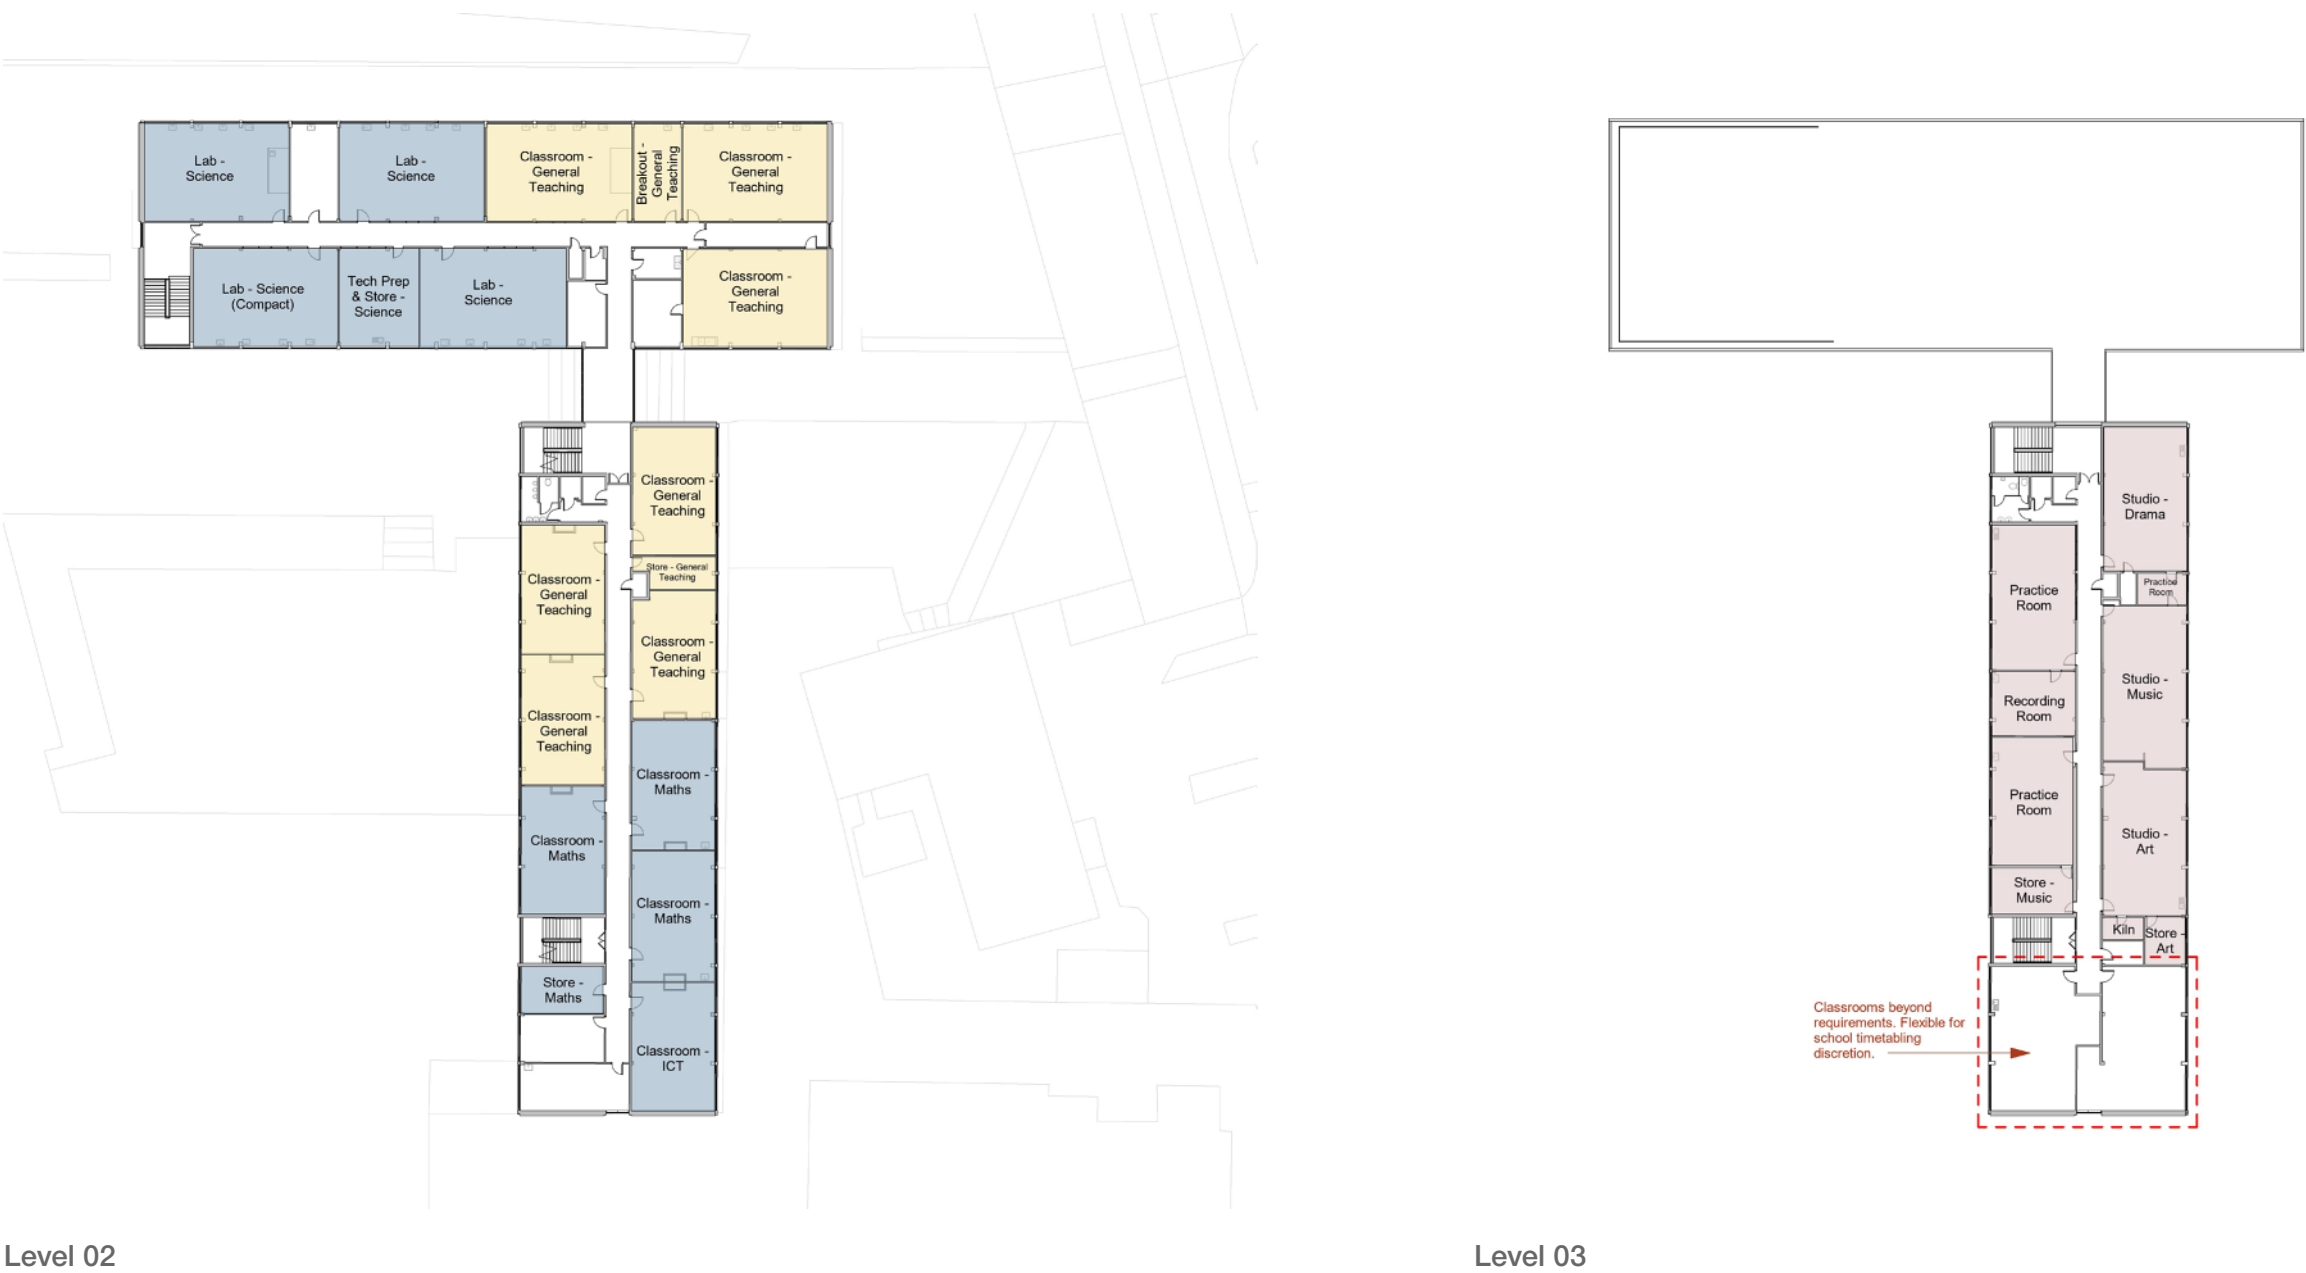 Lab -
Science
Lab -
Science
Classroom -
General
Teaching
Breakout -
General
Teaching
Classroom -
General
Teaching
Lab - Science
(Compact)
Tech Prep
& Store -
Science
Lab -
Science
Classroom -
General
Teaching
Classroom -
General
Teaching
Store - General
Teaching
Classroom -
General
Teaching
Classroom -
General
Teaching
Classroom -
General
Teaching
Classroom -
Maths
Classroom -
Maths
Classroom -
Maths
Store -
Maths
Classroom -
ICT
Level 02
Studio -
Drama
Practice
Room
Practice
Room
Studio -
Music
Recording
Room
Practice
Room
Studio -
Art
Store -
Music
Kiln
Store -
Art
Classrooms beyond
requirements. Flexible for
school timetabling
discretion.
Level 03